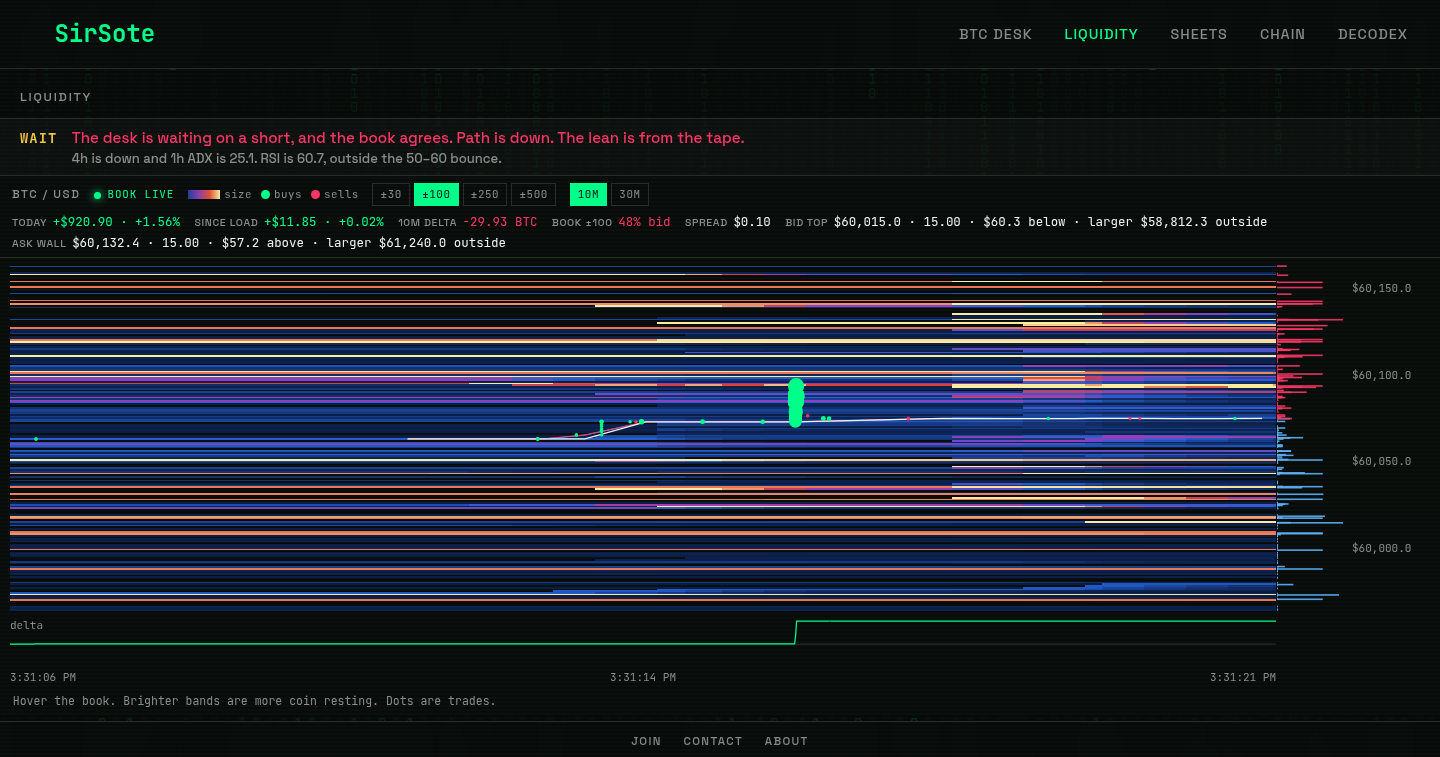 SirSote
BTC DESK LIQUIDITY SHEETS CHAIN DECODEX
LIQUIDITY
WAIT The desk is waiting on a short, and the book agrees. Path is down. The lean is from the tape.
4h is down and 1h ADX is 25.1. RSI is 60.7, outside the 50–60 bounce.
BTC / USD BOOK LIVE size buys sells ±30 ±100 ±250 ±500 10M 30M
TODAY +$920.90 · +1.56% SINCE LOAD +$11.85 · +0.02% 10M DELTA -29.93 BTC BOOK ±100 48% bid SPREAD $0.10 BID TOP $60,015.0 · 15.00 · $60.3 below · larger $58,812.3 outside
ASK WALL $60,132.4 · 15.00 · $57.2 above · larger $61,240.0 outside
$60,150.0
$60,100.0
$60,050.0
$60,000.0
delta
3:31:06 PM 3:31:14 PM 3:31:21 PM
Hover the book. Brighter bands are more coin resting. Dots are trades.
JOIN CONTACT ABOUT